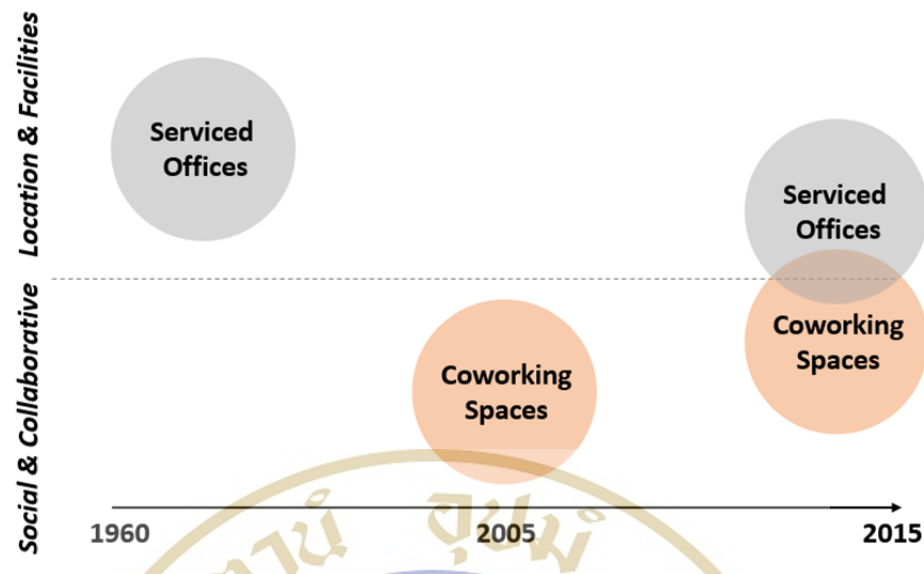 Location & Facilities
Social & Collaborative
Serviced
Offices
Serviced
Offices
Coworking
Spaces
Coworking
Spaces
1960
2005
2015